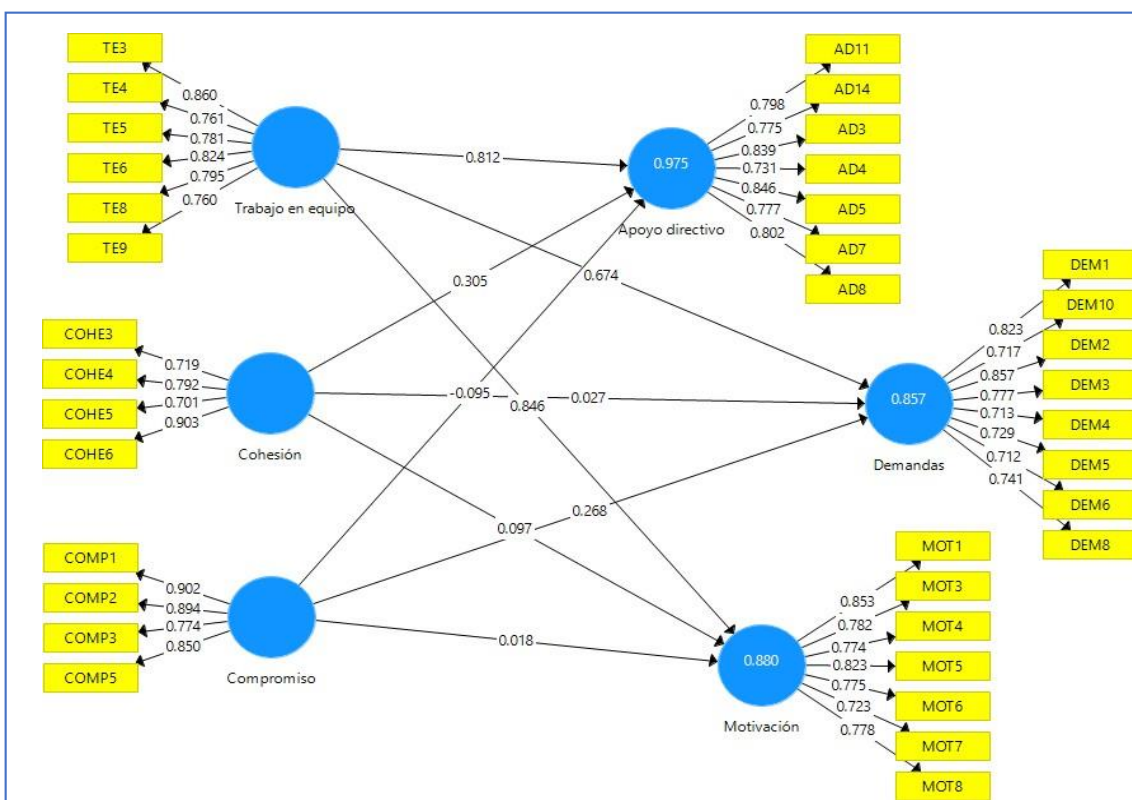 TE3
TE4
TE5
TE6
TE8
TE9
0.860
0.761
0.781
0.824
0.795
0.760
Trabajo en equipo
COHE3
COHE4
COHE5
COHE6
0.719
0.792
0.701
0.903
Cohesión
COMP1
COMP2
COMP3
COMP5
0.902
0.894
0.774
0.850
Compromiso
0.812
0.305
-0.095
0.674
0.846
0.027
0.268
0.097
0.018
0.975
Apoyo directivo
0.798
0.775
0.839
0.731
0.846
0.777
0.802
AD11
AD14
AD3
AD4
AD5
AD7
AD8
0.857
Demandas
0.823
0.717
0.857
0.777
0.713
0.729
0.712
0.741
DEM1
DEM10
DEM2
DEM3
DEM4
DEM5
DEM6
DEM8
0.880
Motivación
0.853
0.782
0.774
0.823
0.775
0.723
0.778
MOT1
MOT3
MOT4
MOT5
MOT6
MOT7
MOT8